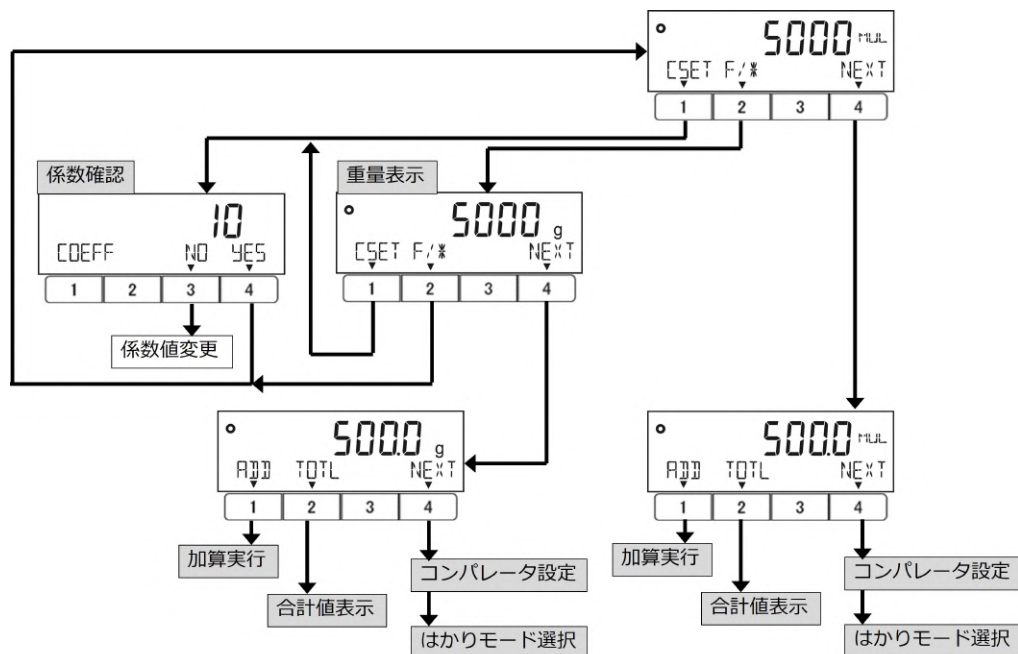 5000 MUL
CSET F/* NEXT
1 2 3 4
係数確認
10
COEFF NO YES
1 2 3 4
係数値変更
重量表示
5000 g
CSET F/* NEXT
1 2 3 4
500.0 g
ADD TOTL NEXT
1 2 3 4
加算実行
合計値表示
コンパレータ設定
はかりモード選択
500.0 MUL
ADD TOTL NEXT
1 2 3 4
加算実行
合計値表示
コンパレータ設定
はかりモード選択